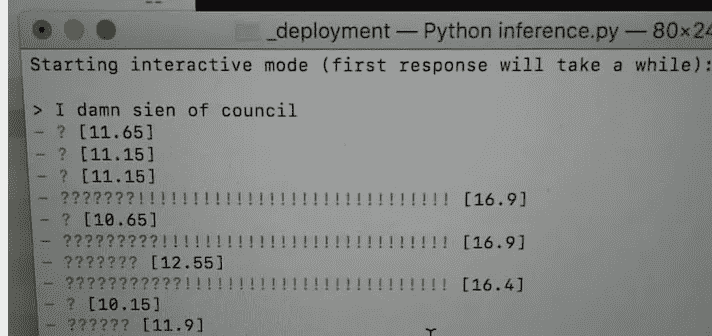 _deployment — Python inference.py — 80×24
Starting interactive mode (first response will take a while):
> I damn sien of council
- ? [11.65]
- ? [11.15]
- ? [11.15]
- ???????!!!!!!!!!!!!!!!!!!!!!!!!!!!!!! [16.9]
- ? [10.65]
- ?????????!!!!!!!!!!!!!!!!!!!!!!!!!!!! [16.9]
- ??????? [12.55]
- ???????????!!!!!!!!!!!!!!!!!!!!!!!!!! [16.4]
- ? [10.15]
- ?????? [11.9]